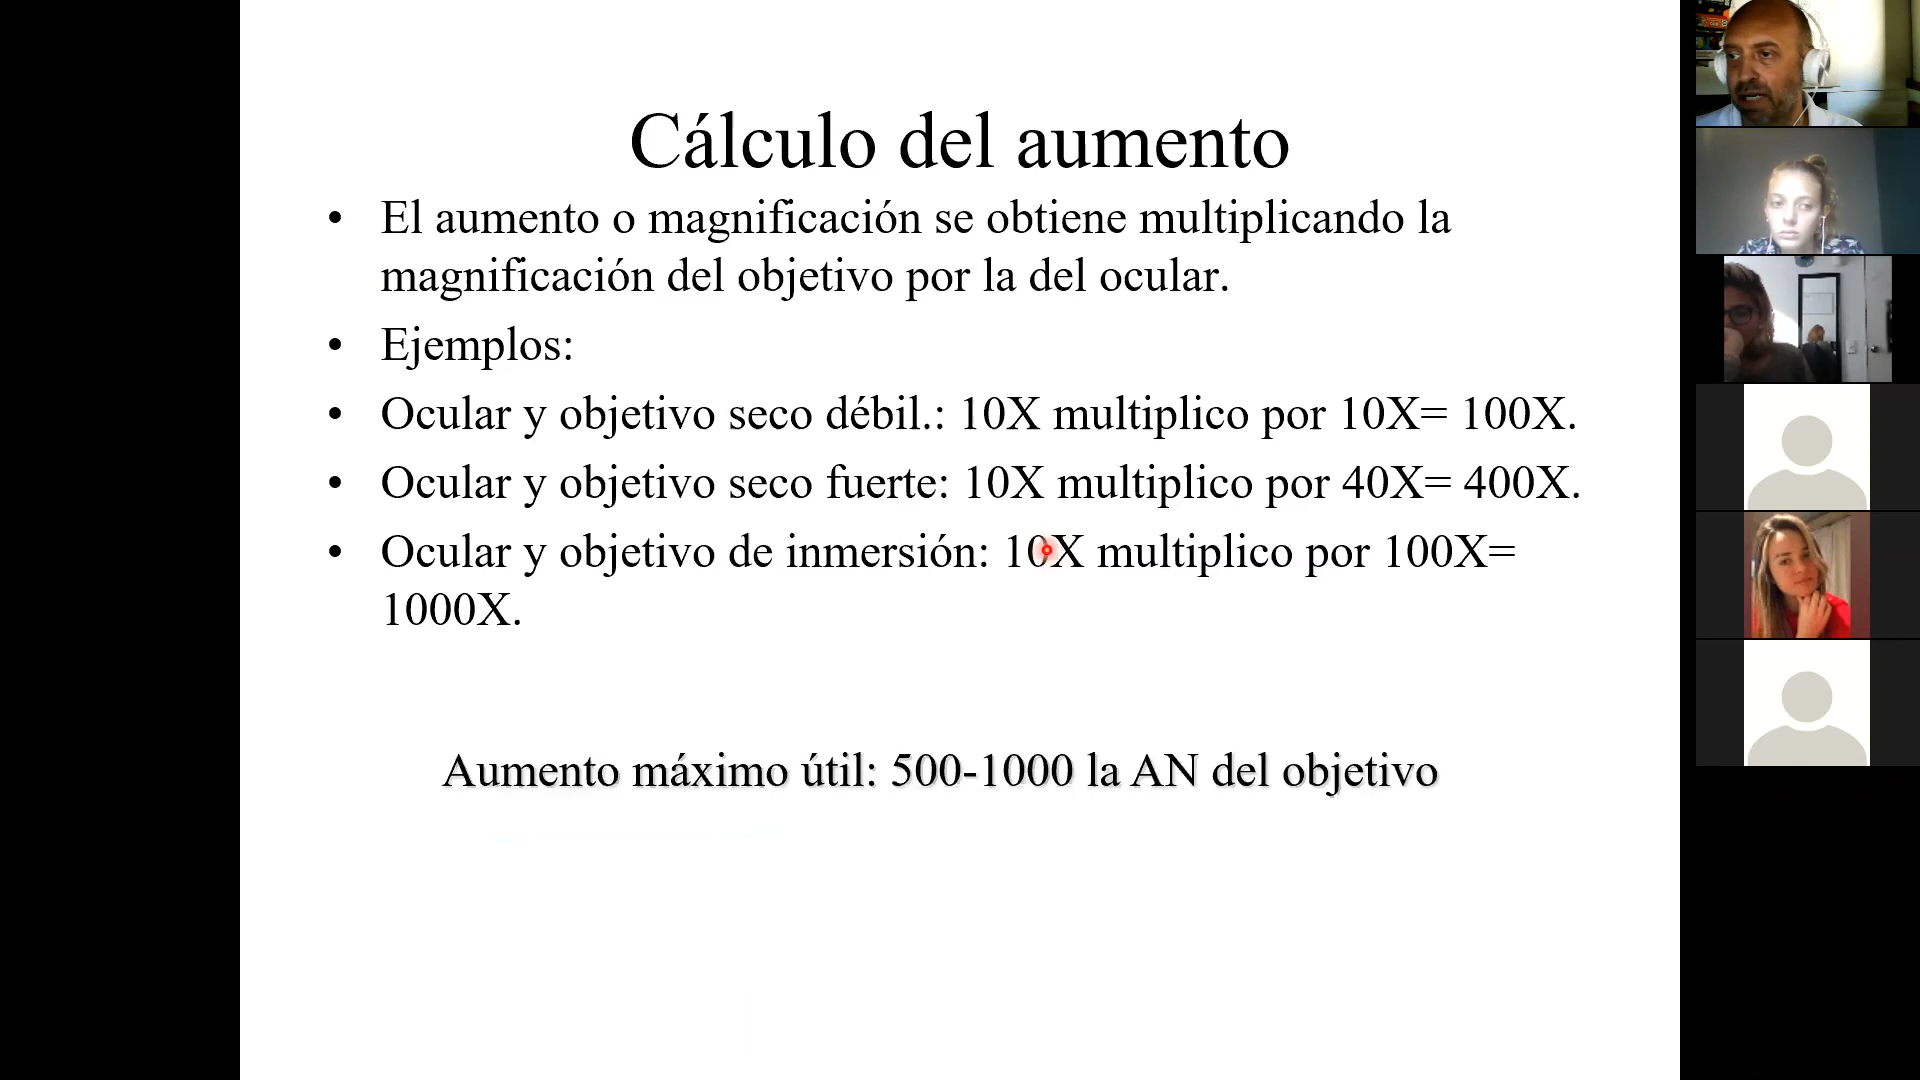 Cálculo del aumento
• El aumento o magnificación se obtiene multiplicando la
magnificación del objetivo por la del ocular.
• Ejemplos:
• Ocular y objetivo seco débil.: 10X multiplico por 10X= 100X.
• Ocular y objetivo seco fuerte: 10X multiplico por 40X= 400X.
• Ocular y objetivo de inmersión: 10X multiplico por 100X=
1000X.
Aumento máximo útil: 500-1000 la AN del objetivo